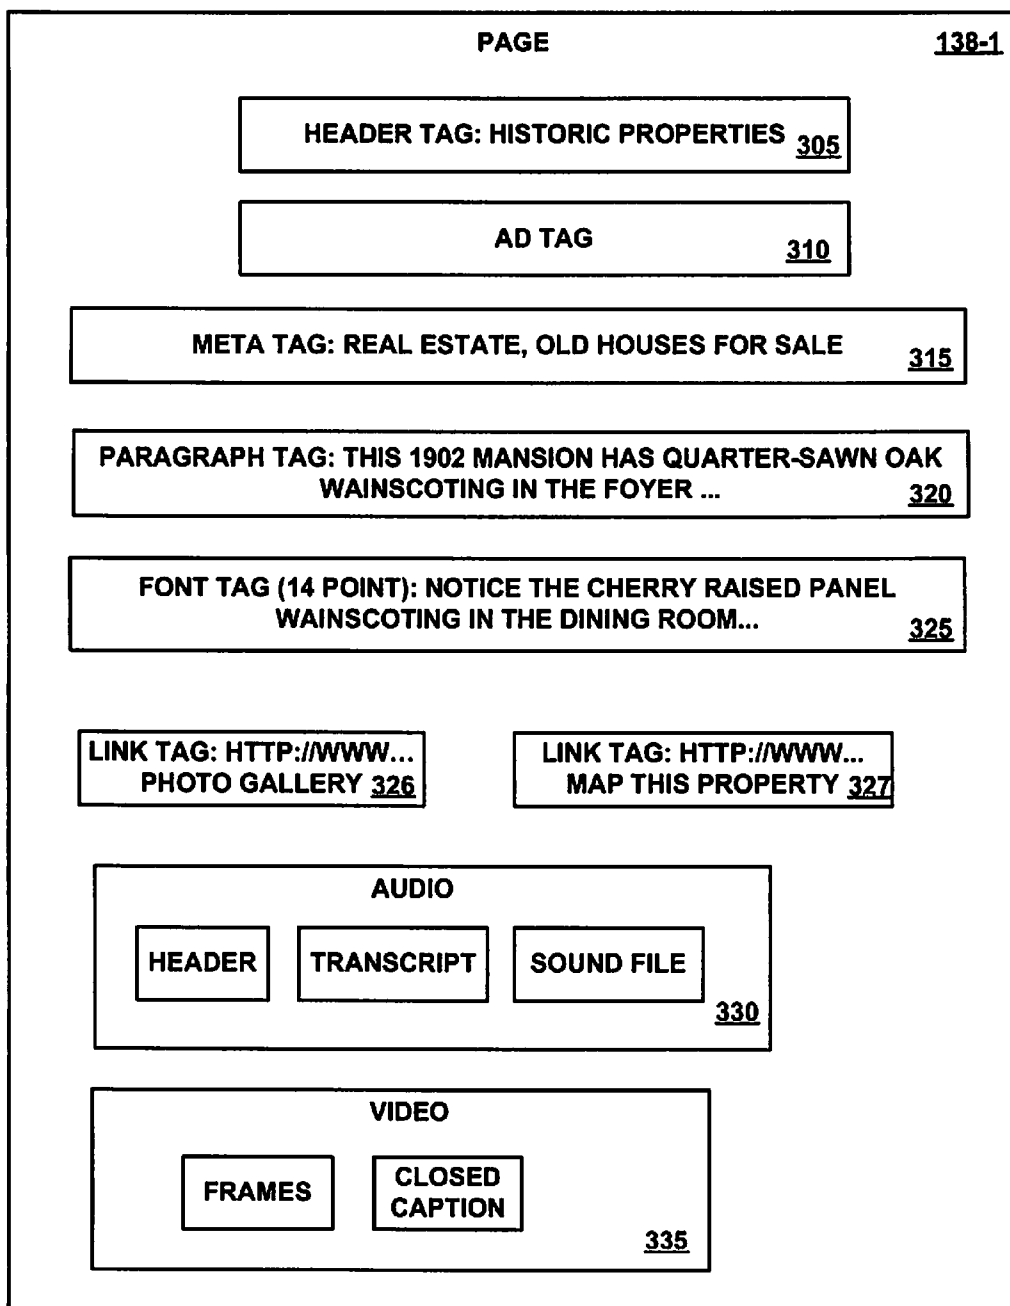 PAGE 138-1
HEADER TAG: HISTORIC PROPERTIES 305
AD TAG 310
META TAG: REAL ESTATE, OLD HOUSES FOR SALE 315
PARAGRAPH TAG: THIS 1902 MANSION HAS QUARTER-SAWN OAK
WAINSCOTING IN THE FOYER ... 320
FONT TAG (14 POINT): NOTICE THE CHERRY RAISED PANEL
WAINSCOTING IN THE DINING ROOM... 325
LINK TAG: HTTP://WWW...
PHOTO GALLERY 326
LINK TAG: HTTP://WWW...
MAP THIS PROPERTY 327
AUDIO
HEADER
TRANSCRIPT
SOUND FILE
330
VIDEO
FRAMES
CLOSED
CAPTION
335